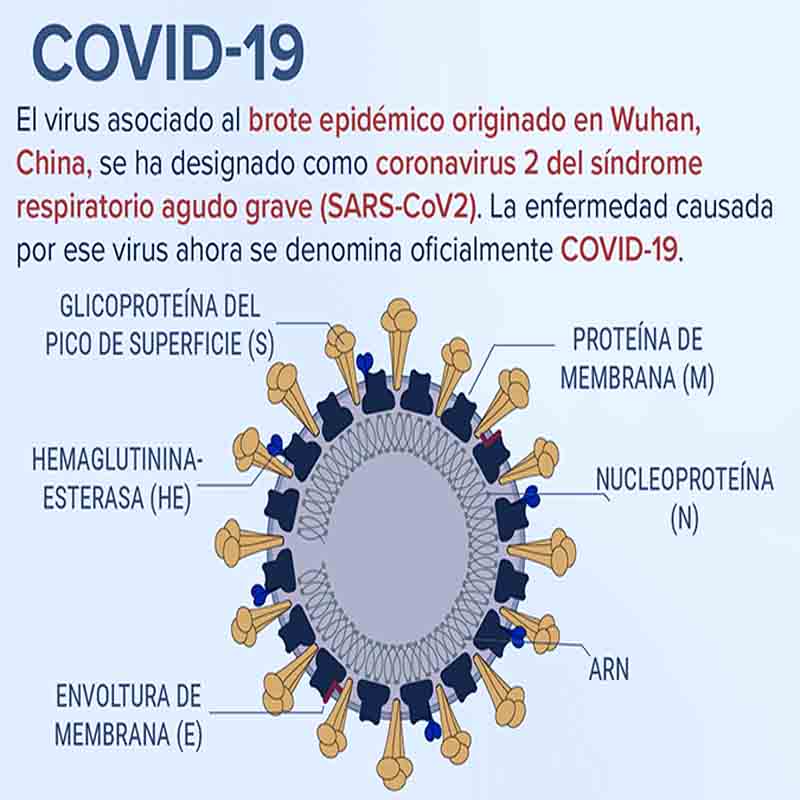 COVID-19
El virus asociado al brote epidémico originado en Wuhan,
China, se ha designado como coronavirus 2 del síndrome
respiratorio agudo grave (SARS-CoV2). La enfermedad causada
por ese virus ahora se denomina oficialmente COVID-19.
GLICOPROTEÍNA DEL
PICO DE SUPERFICIE (S)
PROTEÍNA DE
MEMBRANA (M)
HEMAGLUTININA-
ESTERASA (HE)
NUCLEOPROTEÍNA
(N)
ARN
ENVOLTURA DE
MEMBRANA (E)